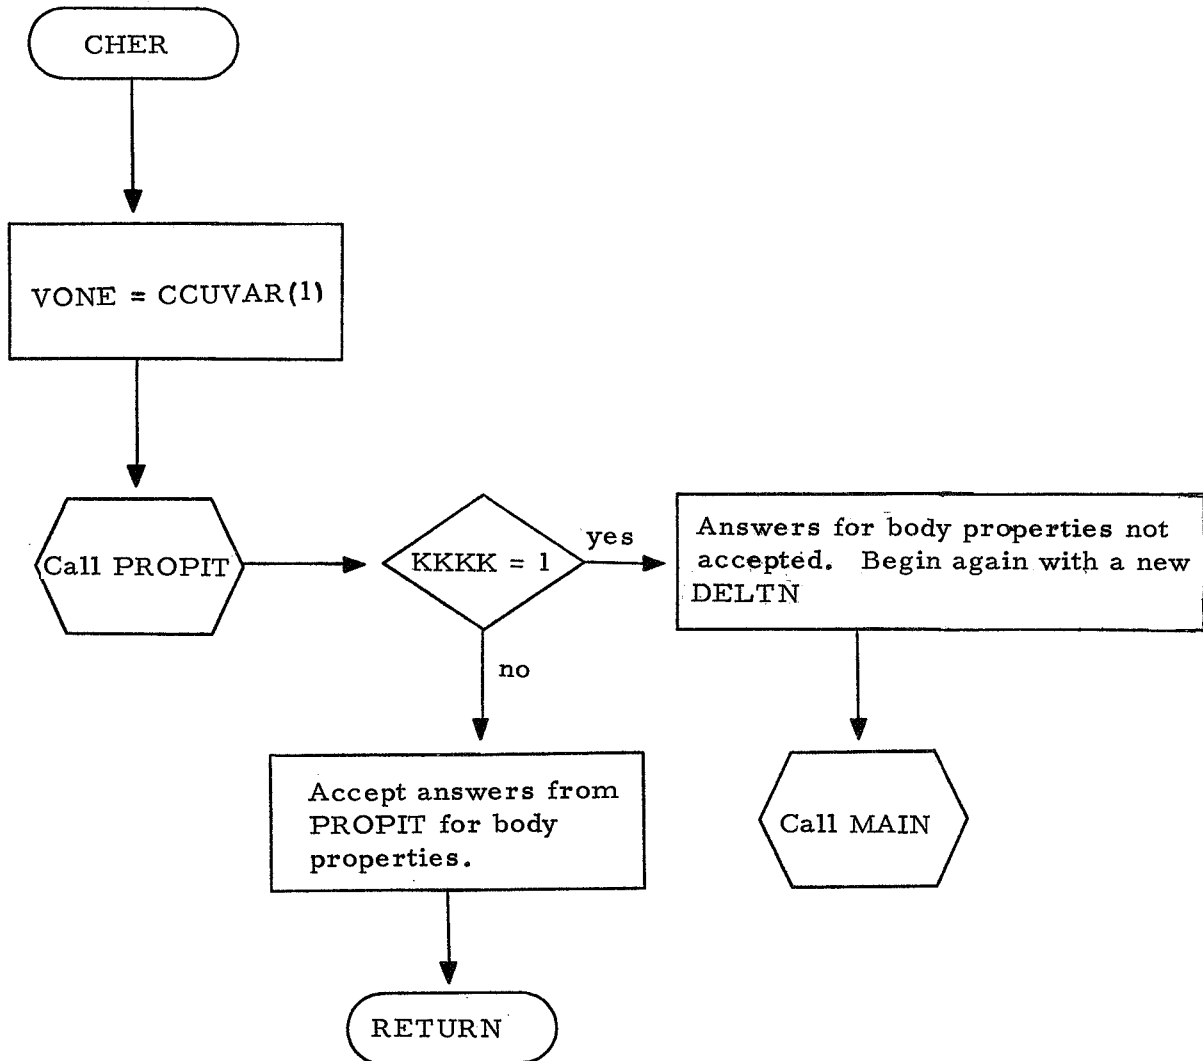 CHER
VONE = CCUVAR(1)
Call PROPIT
KKKK = 1
yes
Answers for body properties not
accepted. Begin again with a new
DELTN
no
Accept answers from
PROPIT for body
properties.
Call MAIN
RETURN